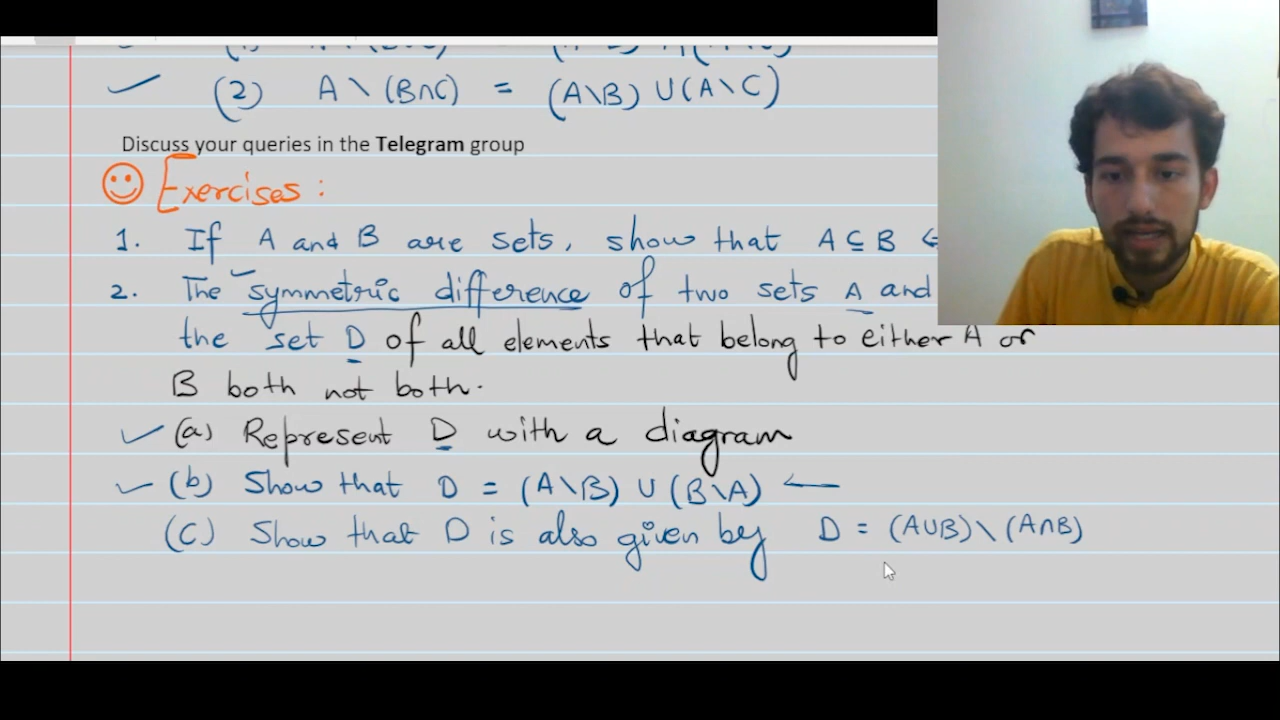 (2) A \ (B∩C) = (A\B) ∪ (A\C)
Discuss your queries in the Telegram group
Exercises :
1. If A and B are sets, show that A ⊆ B
2. The symmetric difference of two sets A and
the set D of all elements that belong to either A or
B both not both.
(a) Represent D with a diagram
(b) Show that D = (A\B) ∪ (B\A) ←
(C) Show that D is also given by D = (A∪B)\(A∩B)